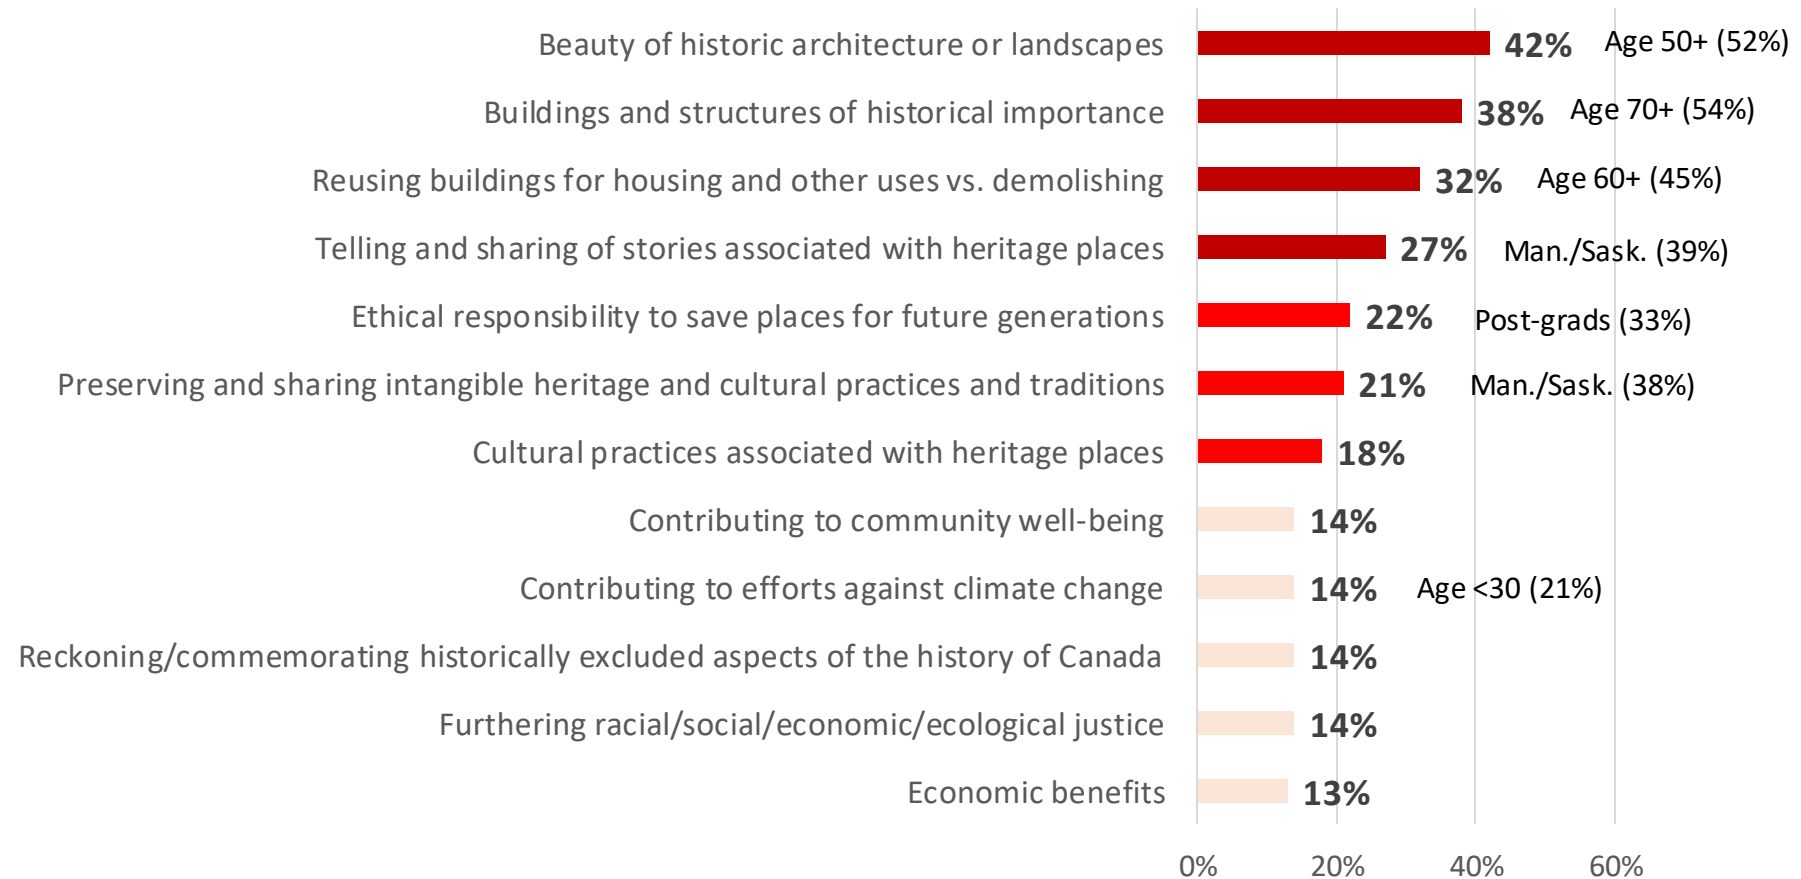 Beauty of historic architecture or landscapes 42% Age 50+ (52%)
Buildings and structures of historical importance 38% Age 70+ (54%)
Reusing buildings for housing and other uses vs. demolishing 32% Age 60+ (45%)
Telling and sharing of stories associated with heritage places 27% Man./Sask. (39%)
Ethical responsibility to save places for future generations 22% Post-grads (33%)
Preserving and sharing intangible heritage and cultural practices and traditions 21% Man./Sask. (38%)
Cultural practices associated with heritage places 18%
Contributing to community well-being 14%
Contributing to efforts against climate change 14% Age <30 (21%)
Reckoning/commemorating historically excluded aspects of the history of Canada 14%
Furthering racial/social/economic/ecological justice 14%
Economic benefits 13%
0% 20% 40% 60%